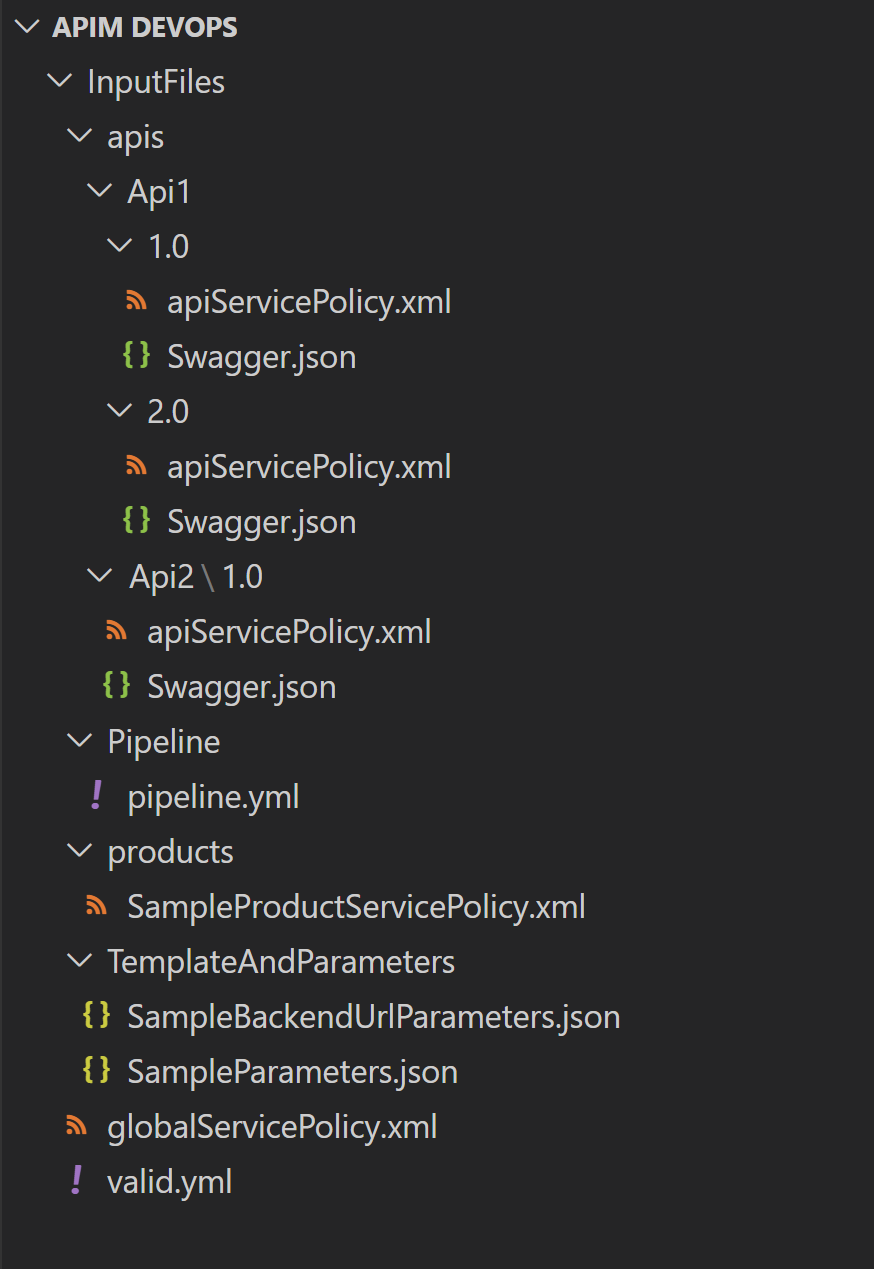 APIM DEVOPS
InputFiles
apis
Api1
1.0
apiServicePolicy.xml
{} Swagger.json
2.0
apiServicePolicy.xml
{} Swagger.json
Api2 \ 1.0
apiServicePolicy.xml
{} Swagger.json
Pipeline
! pipeline.yml
products
SampleProductServicePolicy.xml
TemplateAndParameters
{} SampleBackendUrlParameters.json
{} SampleParameters.json
globalServicePolicy.xml
! valid.yml